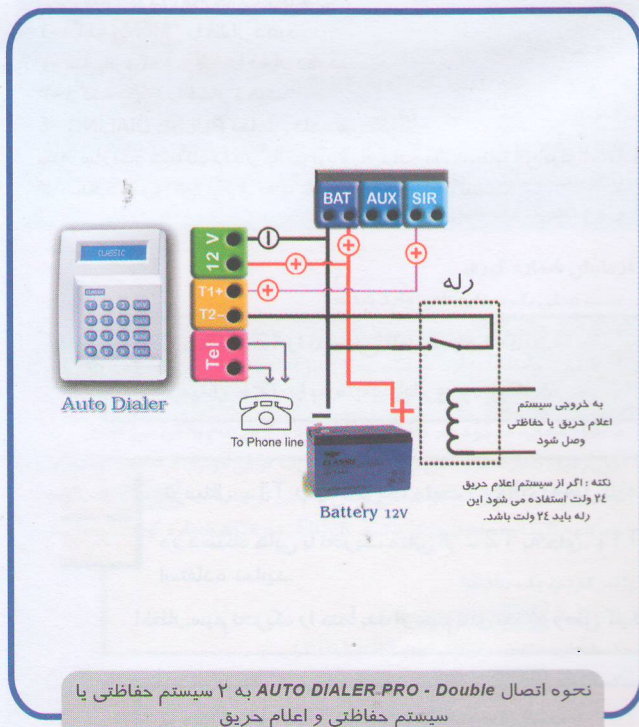 BAT AUX SIR
CLASSIC
12 V
T1+
T2-
Tel
رله
Auto Dialer
To Phone line
Battery 12V
CLASSIC
به خروجی سیستم
اعلام حریق یا حفاظتی
وصل شود
نکته : اگر از سیستم اعلام حریق
۲۴ ولت استفاده می شود این
رله باید ۲۴ ولت باشد.
نحوه اتصال AUTO DIALER PRO - Double به ۲ سیستم حفاظتی یا
سیستم حفاظتی و اعلام حریق